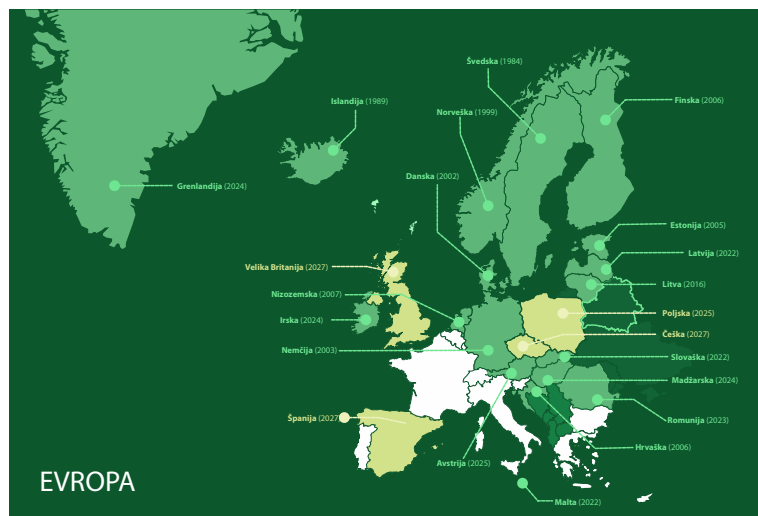 Švedska (1984)
Islandija (1989)
Finska (2006)
Norveška (1999)
Danska (2002)
Grenlandija (2024)
Estonija (2005)
Latvija (2022)
Velika Britanija (2027)
Litva (2016)
Nizozemska (2007)
Poljska (2025)
Irska (2024)
Češka (2027)
Nemčija (2003)
Slovaška (2022)
Madžarska (2024)
Španija (2027
Romunija (2023)
Hrvaška (2006)
Avstrija (2025)
EVROPA
Malta (2022)